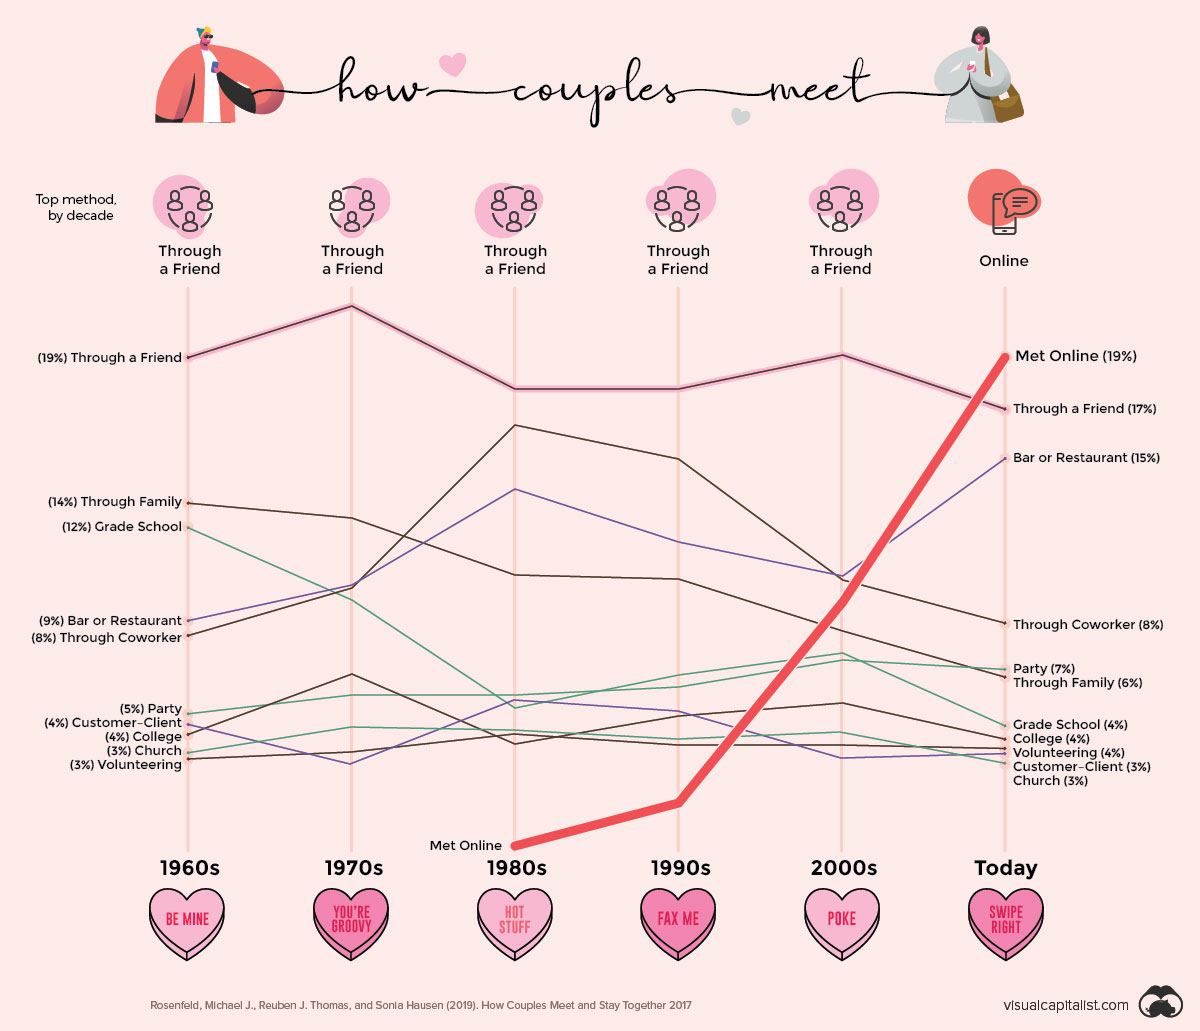 how couples meet
Top method,
by decade
Through
a Friend
Through
a Friend
Through
a Friend
Through
a Friend
Through
a Friend
Online
(19%) Through a Friend
(14%) Through Family
(12%) Grade School
(9%) Bar or Restaurant
(8%) Through Coworker
(5%) Party
(4%) Customer–Client
(4%) College
(3%) Church
(3%) Volunteering
Met Online
Met Online (19%)
Through a Friend (17%)
Bar or Restaurant (15%)
Through Coworker (8%)
Party (7%)
Through Family (6%)
Grade School (4%)
College (4%)
Volunteering (4%)
Customer–Client (3%)
Church (3%)
1960s
1970s
1980s
1990s
2000s
Today
BE MINE
YOU'RE
GROOVY
HOT
STUFF
FAX ME
POKE
SWIPE
RIGHT
Rosenfeld, Michael J., Reuben J. Thomas, and Sonia Hausen (2019). How Couples Meet and Stay Together 2017
visualcapitalist.com